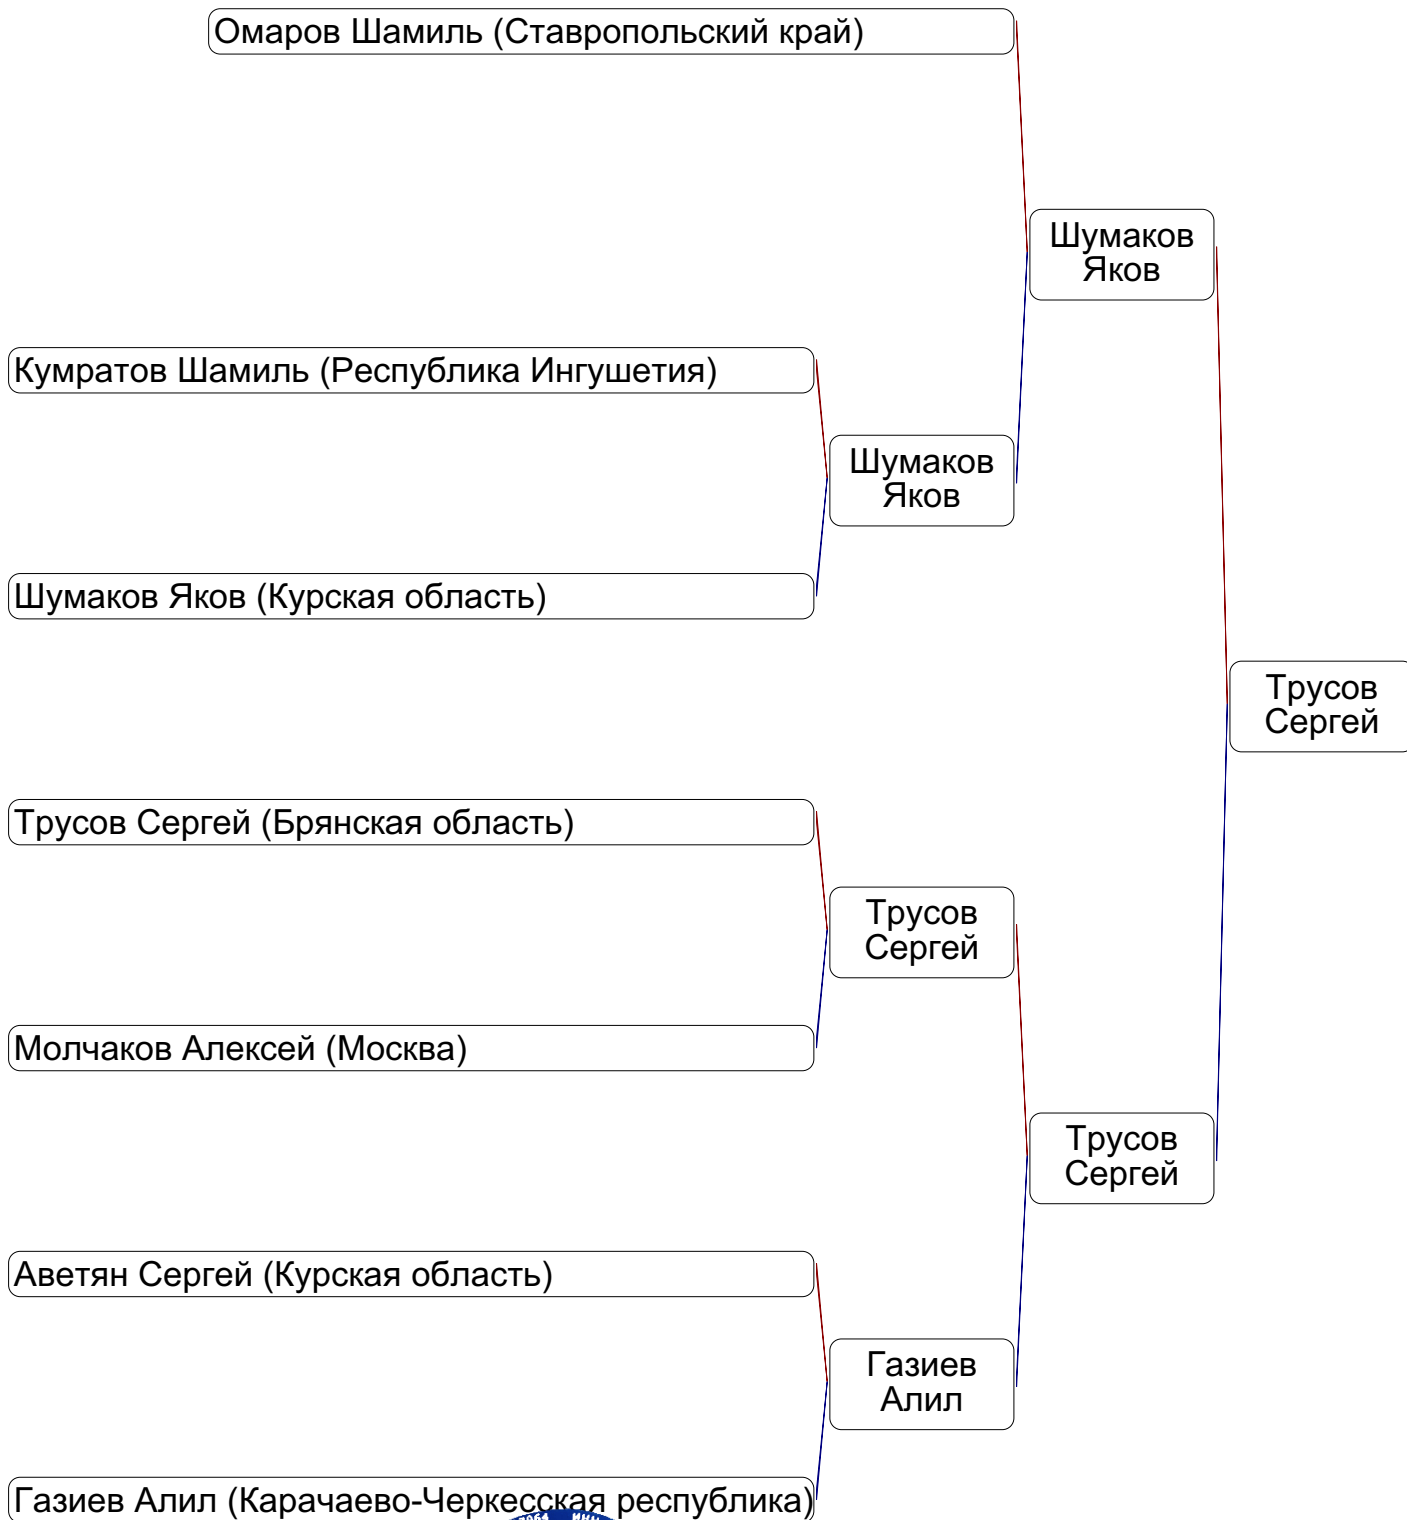 Омаров Шамиль (Ставропольский край)
Шумаков
Яков
Кумратов Шамиль (Республика Ингушетия)
Шумаков
Яков
Шумаков Яков (Курская область)
Трусов
Сергей
Трусов Сергей (Брянская область)
Трусов
Сергей
Молчаков Алексей (Москва)
Трусов
Сергей
Аветян Сергей (Курская область)
Газиев
Алил
Газиев Алил (Карачаево-Черкесская республика)